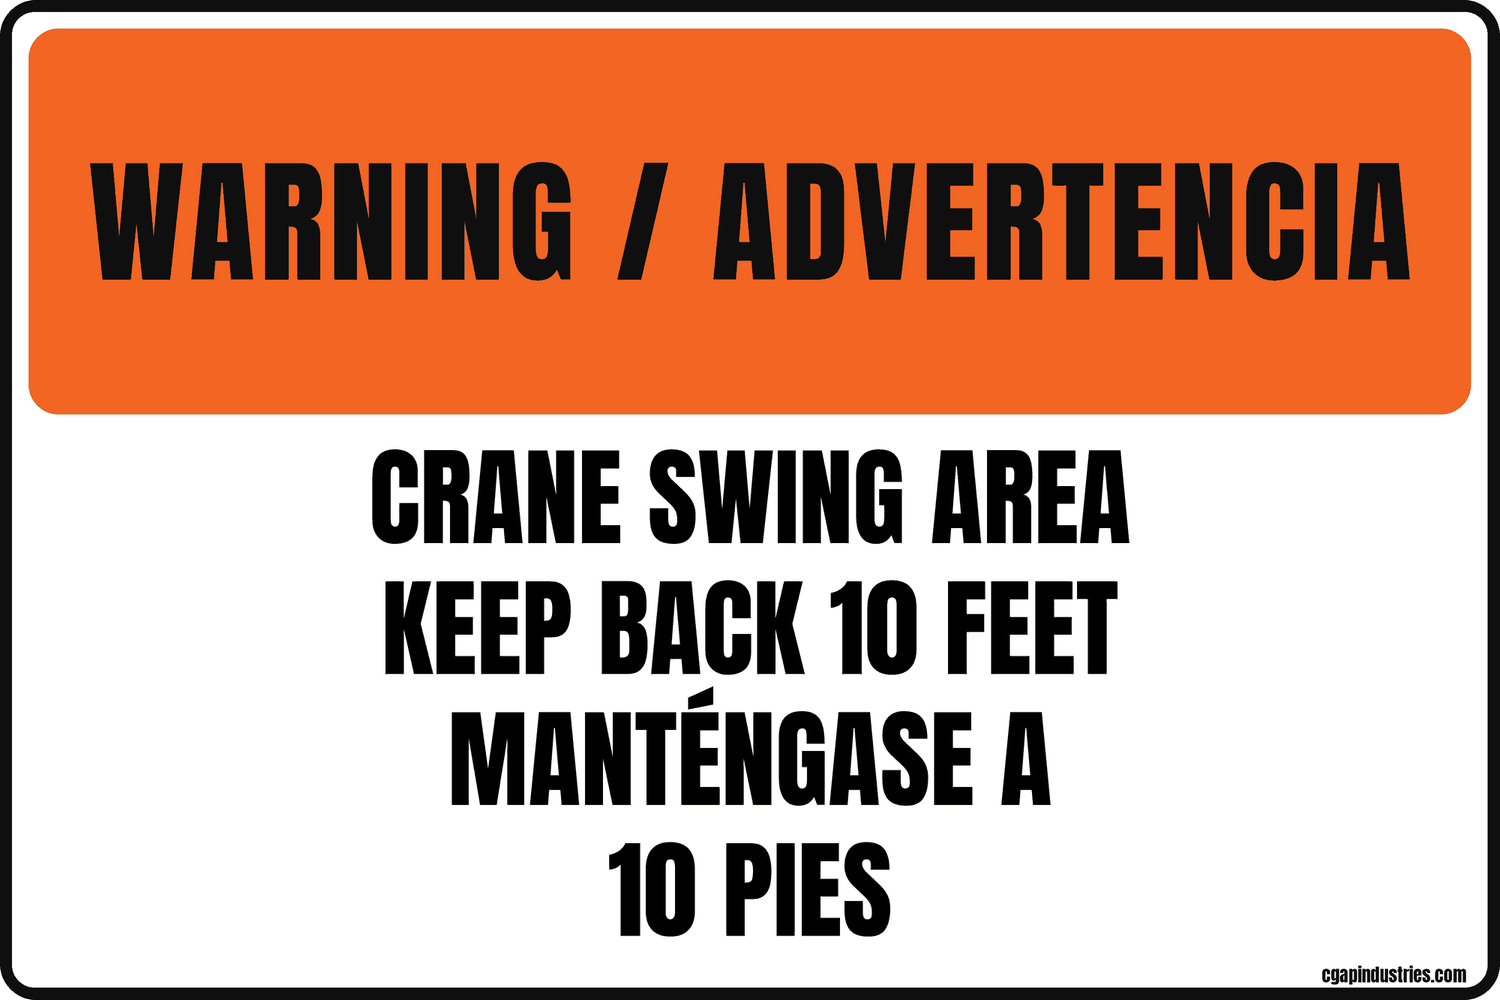 WARNING / ADVERTENCIA
CRANE SWING AREA
KEEP BACK 10 FEET
MANTÉNGASE A
10 PIES
cgapindustries.com